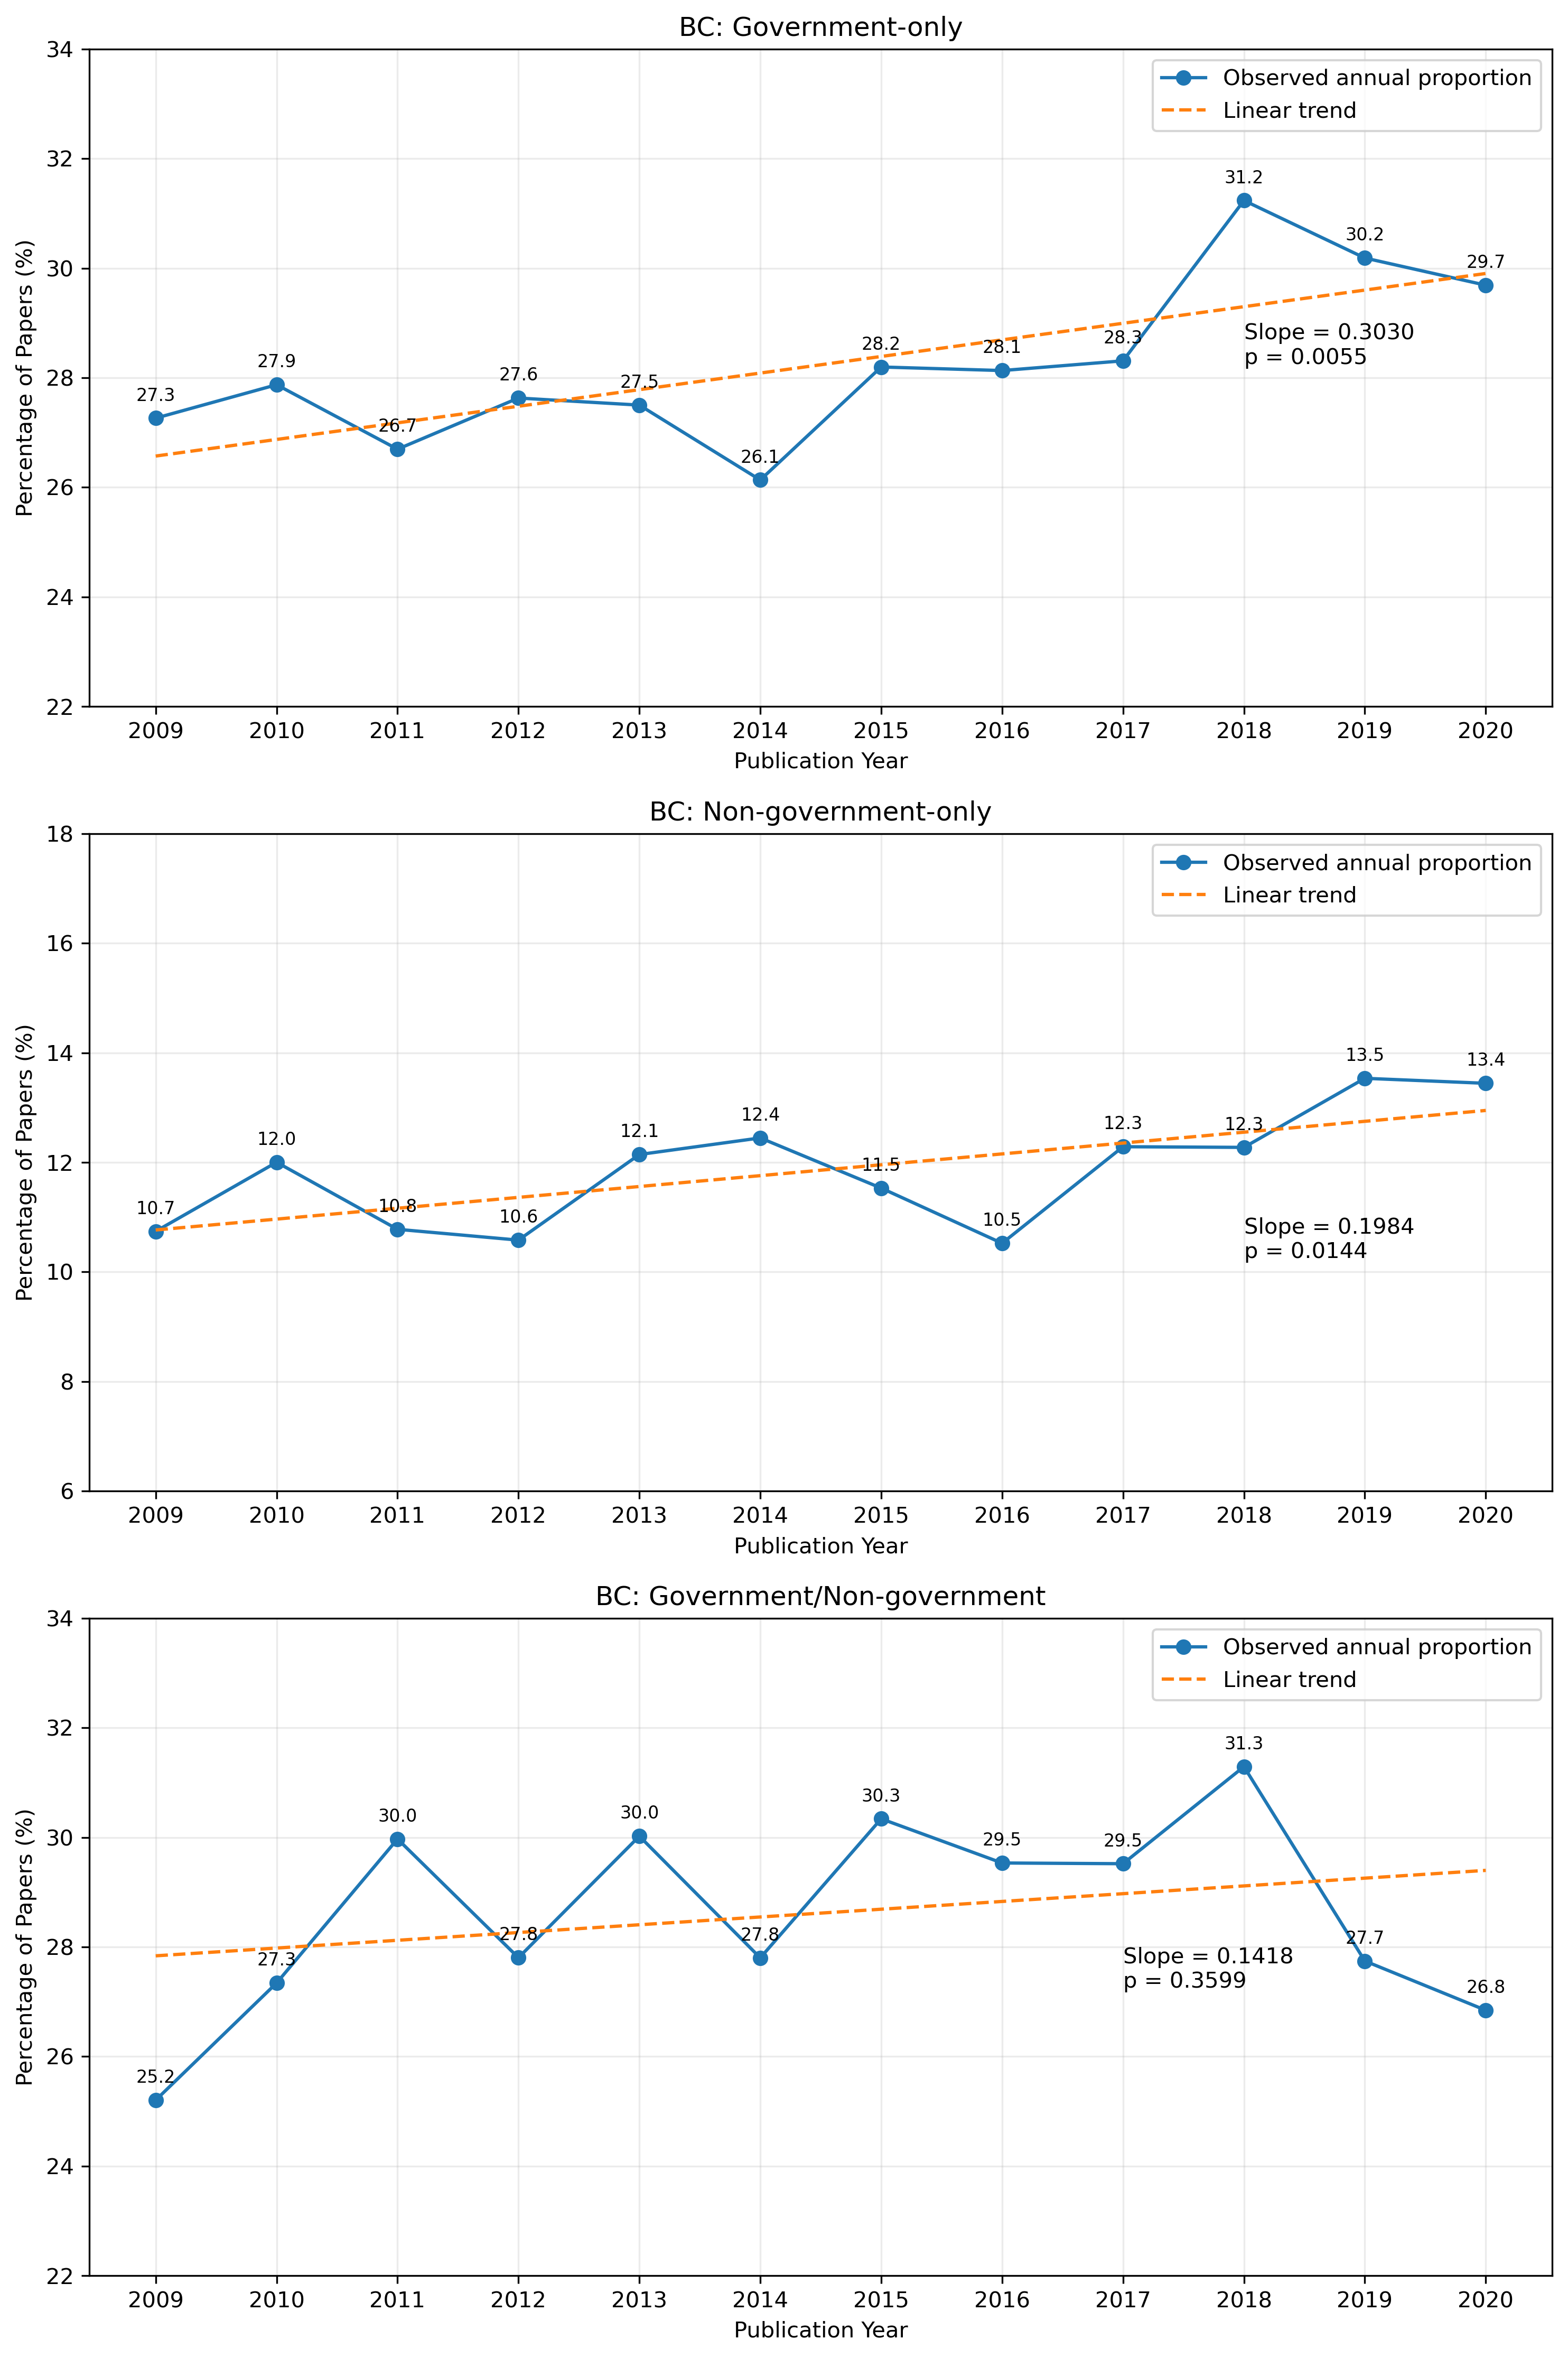 BC: Government-only
34
32
30
28
26
24
22
Percentage of Papers (%)
Observed annual proportion
Linear trend
27.3
27.9
26.7
27.6
27.5
26.1
28.2
28.1
28.3
31.2
30.2
29.7
Slope = 0.3030
p = 0.0055
2009 2010 2011 2012 2013 2014 2015 2016 2017 2018 2019 2020
Publication Year
BC: Non-government-only
18
16
14
12
10
8
6
Percentage of Papers (%)
Observed annual proportion
Linear trend
10.7
12.0
10.8
10.6
12.1
12.4
11.5
10.5
12.3
12.3
13.5
13.4
Slope = 0.1984
p = 0.0144
2009 2010 2011 2012 2013 2014 2015 2016 2017 2018 2019 2020
Publication Year
BC: Government/Non-government
34
32
30
28
26
24
22
Percentage of Papers (%)
Observed annual proportion
Linear trend
25.2
27.3
30.0
27.8
30.0
27.8
30.3
29.5
29.5
31.3
27.7
26.8
Slope = 0.1418
p = 0.3599
2009 2010 2011 2012 2013 2014 2015 2016 2017 2018 2019 2020
Publication Year